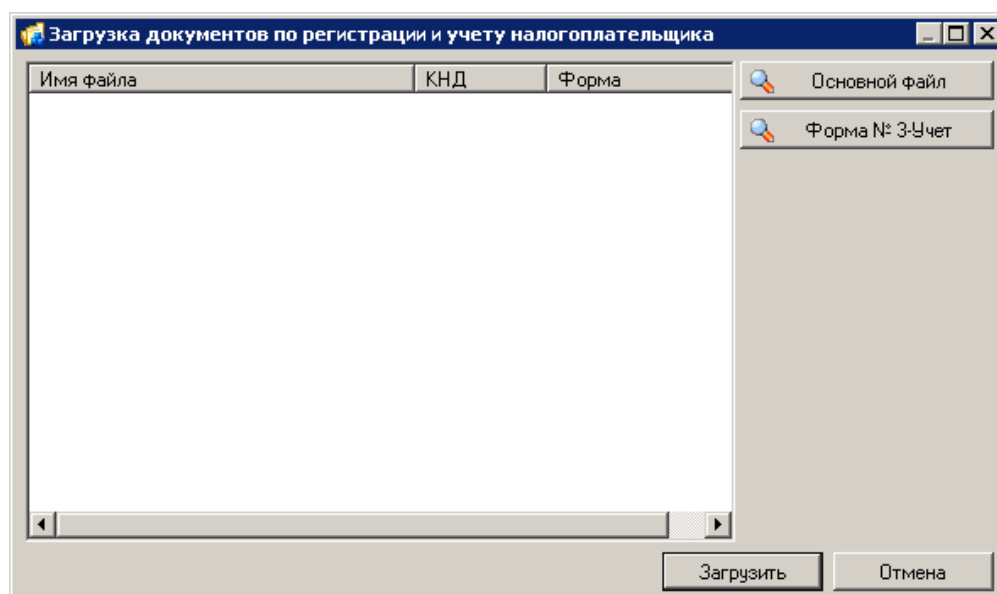 Загрузка документов по регистрации и учету налогоплательщика
Имя файла КНД Форма
Основной файл
Форма № 3-Учет
Загрузить Отмена